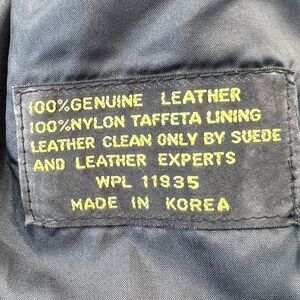 100%GENUINE LEATHER
100%NYLON TAFFETA LINING
LEATHER CLEAN ONLY BY SUEDE
AND LEATHER EXPERTS
WPL 11935
MADE IN KOREA